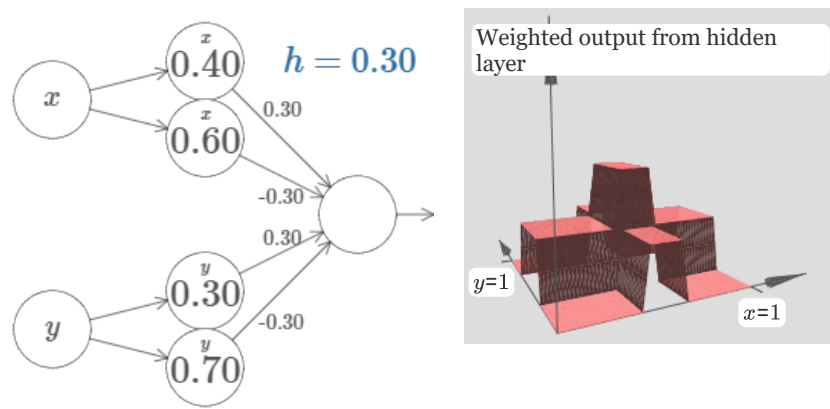 x
0.40
h = 0.30
x
x
0.60
0.30
-0.30
0.30
y
0.30
y
y
0.70
-0.30
Weighted output from hidden
layer
y=1
x=1